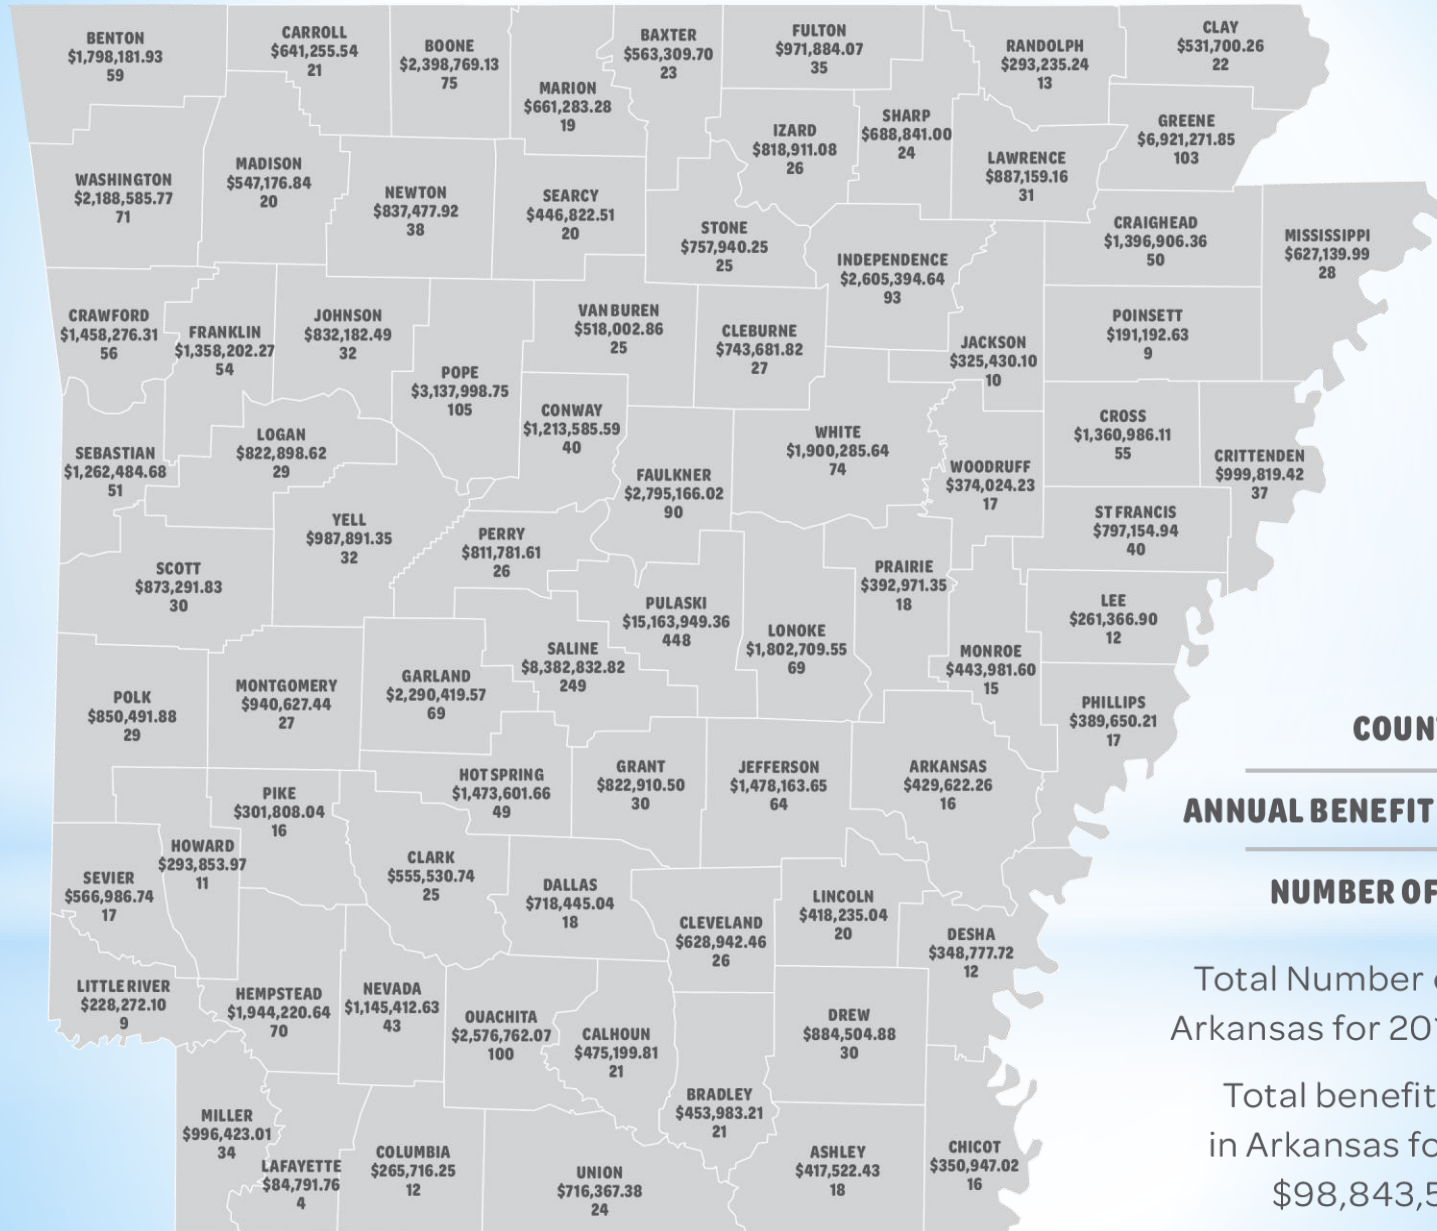 BENTON
$1,798,181.93
59
CARROLL
$641,255.54
21
BOONE
$2,398,769.13
75
MARION
$661,283.28
19
BAXTER
$563,309.70
23
FULTON
$971,884.07
35
RANDOLPH
$293,235.24
13
CLAY
$531,700.26
22
IZARD
$818,911.08
26
SHARP
$688,841.00
24
LAWRENCE
$887,159.16
31
GREENE
$6,921,271.85
103
WASHINGTON
$2,188,585.77
71
MADISON
$547,176.84
20
NEWTON
$837,477.92
38
SEARCY
$446,822.51
20
STONE
$757,940.25
25
INDEPENDENCE
$2,605,394.64
93
CRAIGHEAD
$1,396,906.36
50
MISSISSIPPI
$627,139.99
28
CRAWFORD
$1,458,276.31
56
FRANKLIN
$1,358,202.27
54
JOHNSON
$832,182.49
32
POPE
$3,137,998.75
105
VAN BUREN
$518,002.86
25
CLEBURNE
$743,681.82
27
JACKSON
$325,430.10
10
POINSETT
$191,192.63
9
SEBASTIAN
$1,262,484.68
51
LOGAN
$822,898.62
29
CONWAY
$1,213,585.59
40
FAULKNER
$2,795,166.02
90
WHITE
$1,900,285.64
74
WOODRUFF
$374,024.23
17
CROSS
$1,360,986.11
55
CRITTENDEN
$999,819.42
37
YELL
$987,891.35
32
PERRY
$811,781.61
26
ST FRANCIS
$797,154.94
40
SCOTT
$873,291.83
30
PULASKI
$15,163,949.36
448
LONOKE
$1,802,709.55
69
PRAIRIE
$392,971.35
18
LEE
$261,366.90
12
POLK
$850,491.88
29
MONTGOMERY
$940,627.44
27
GARLAND
$2,290,419.57
69
SALINE
$8,382,832.82
249
MONROE
$443,981.60
15
PHILLIPS
$389,650.21
17
COUN
HOT SPRING
$1,473,601.66
49
GRANT
$822,910.50
30
JEFFERSON
$1,478,163.65
64
ARKANSAS
$429,622.26
16
ANNUAL BENEFIT
PIKE
$301,808.04
16
HOWARD
$293,853.97
11
SEVIER
$566,986.74
17
CLARK
$555,530.74
25
DALLAS
$718,445.04
18
CLEVELAND
$628,942.46
26
LINCOLN
$418,235.04
20
DESHA
$348,777.72
12
NUMBER OF
LITTLE RIVER
$228,272.10
9
HEMPSTEAD
$1,944,220.64
70
NEVADA
$1,145,412.63
43
OUACHITA
$2,576,762.07
100
CALHOUN
$475,199.81
21
DREW
$884,504.88
30
Total Number
Arkansas for 20
BRADLEY
$453,983.21
21
Total benefit
in Arkansas fo
$98,843,5
MILLER
$996,423.01
34
LAFAYETTE
$84,791.76
4
COLUMBIA
$265,716.25
12
UNION
$716,367.38
24
ASHLEY
$417,522.43
18
CHICOT
$350,947.02
16